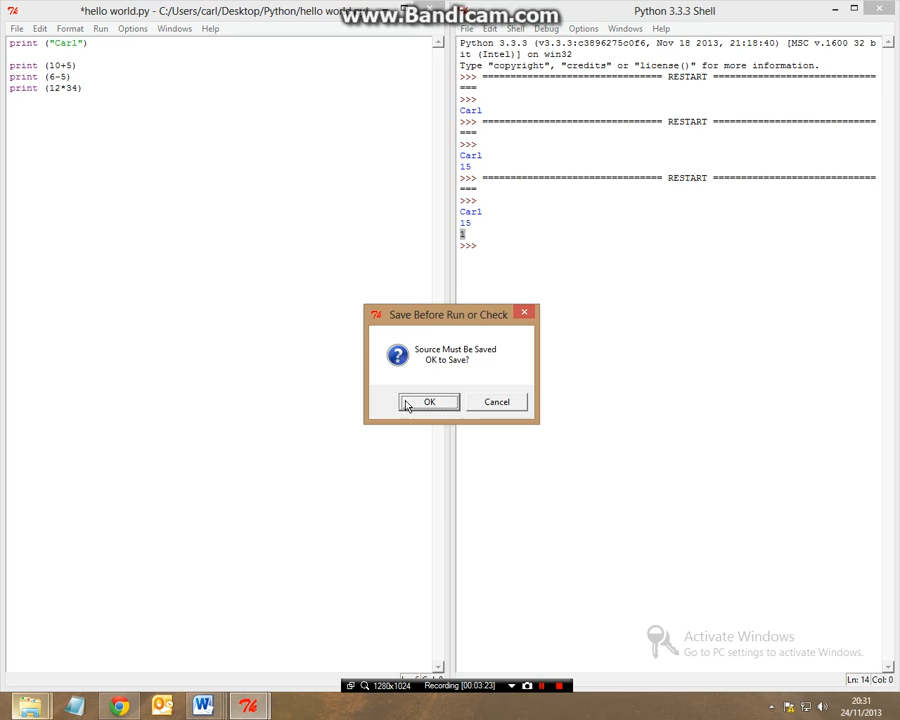 *hello world.py - C:/Users/carl/Desktop/Python/hello world.py
www.Bandicam.com
Python 3.3.3 Shell
File Edit Format Run Options Windows Help
File Edit Shell Debug Options Windows Help
print ("Carl")
print (10+5)
print (6-5)
print (12*34)
Python 3.3.3 (v3.3.3:c3896275c0f6, Nov 18 2013, 21:18:40) [MSC v.1600 32 b
it (Intel)] on win32
Type "copyright", "credits" or "license()" for more information.
>>> ================================ RESTART ==============================
===
>>>
Carl
>>> ================================ RESTART ==============================
===
>>>
Carl
15
>>> ================================ RESTART ==============================
===
>>>
Carl
15
1
>>>
Save Before Run or Check
Source Must Be Saved
OK to Save?
OK Cancel
Activate Windows
Go to PC settings to activate Windows.
Ln: 14 Col: 0
1280x1024 Recording [00:03:23]
20:31
24/11/2013